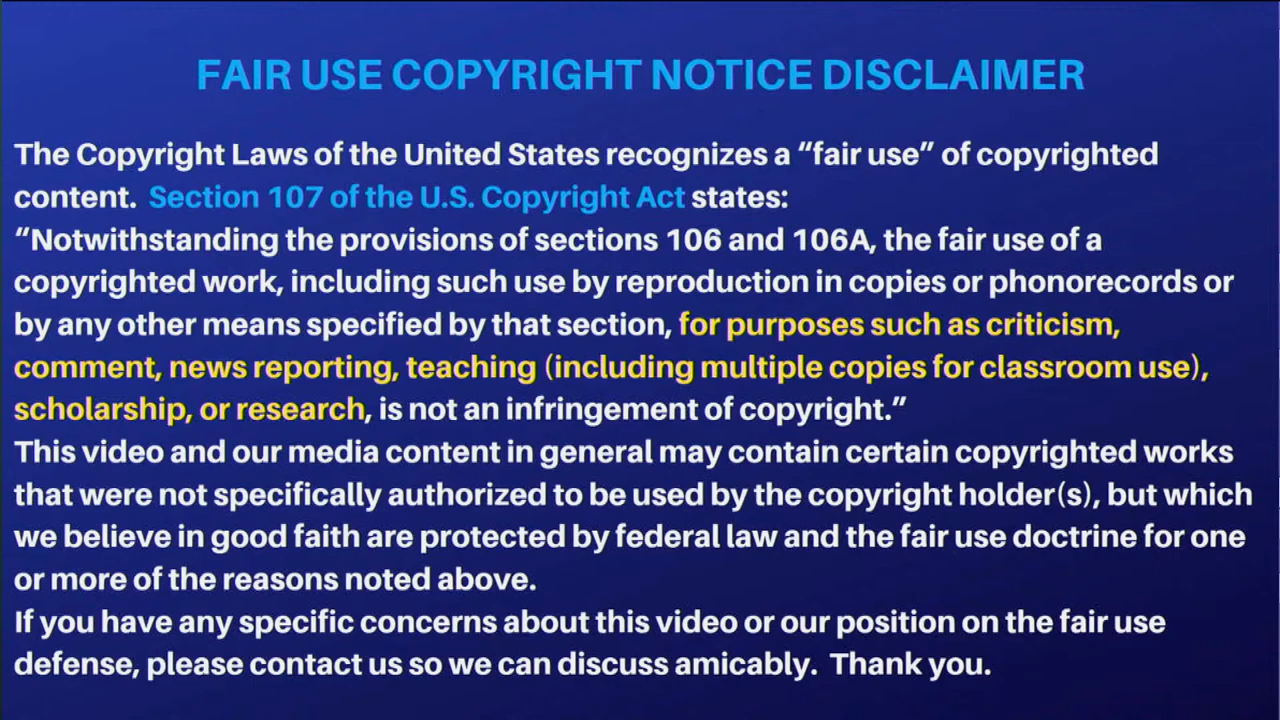 FAIR USE COPYRIGHT NOTICE DISCLAIMER
The Copyright Laws of the United States recognizes a “fair use” of copyrighted
content.  Section 107 of the U.S. Copyright Act states:
“Notwithstanding the provisions of sections 106 and 106A, the fair use of a
copyrighted work, including such use by reproduction in copies or phonorecords or
by any other means specified by that section, for purposes such as criticism,
comment, news reporting, teaching (including multiple copies for classroom use),
scholarship, or research, is not an infringement of copyright.”
This video and our media content in general may contain certain copyrighted works
that were not specifically authorized to be used by the copyright holder(s), but which
we believe in good faith are protected by federal law and the fair use doctrine for one
or more of the reasons noted above.
If you have any specific concerns about this video or our position on the fair use
defense, please contact us so we can discuss amicably.  Thank you.